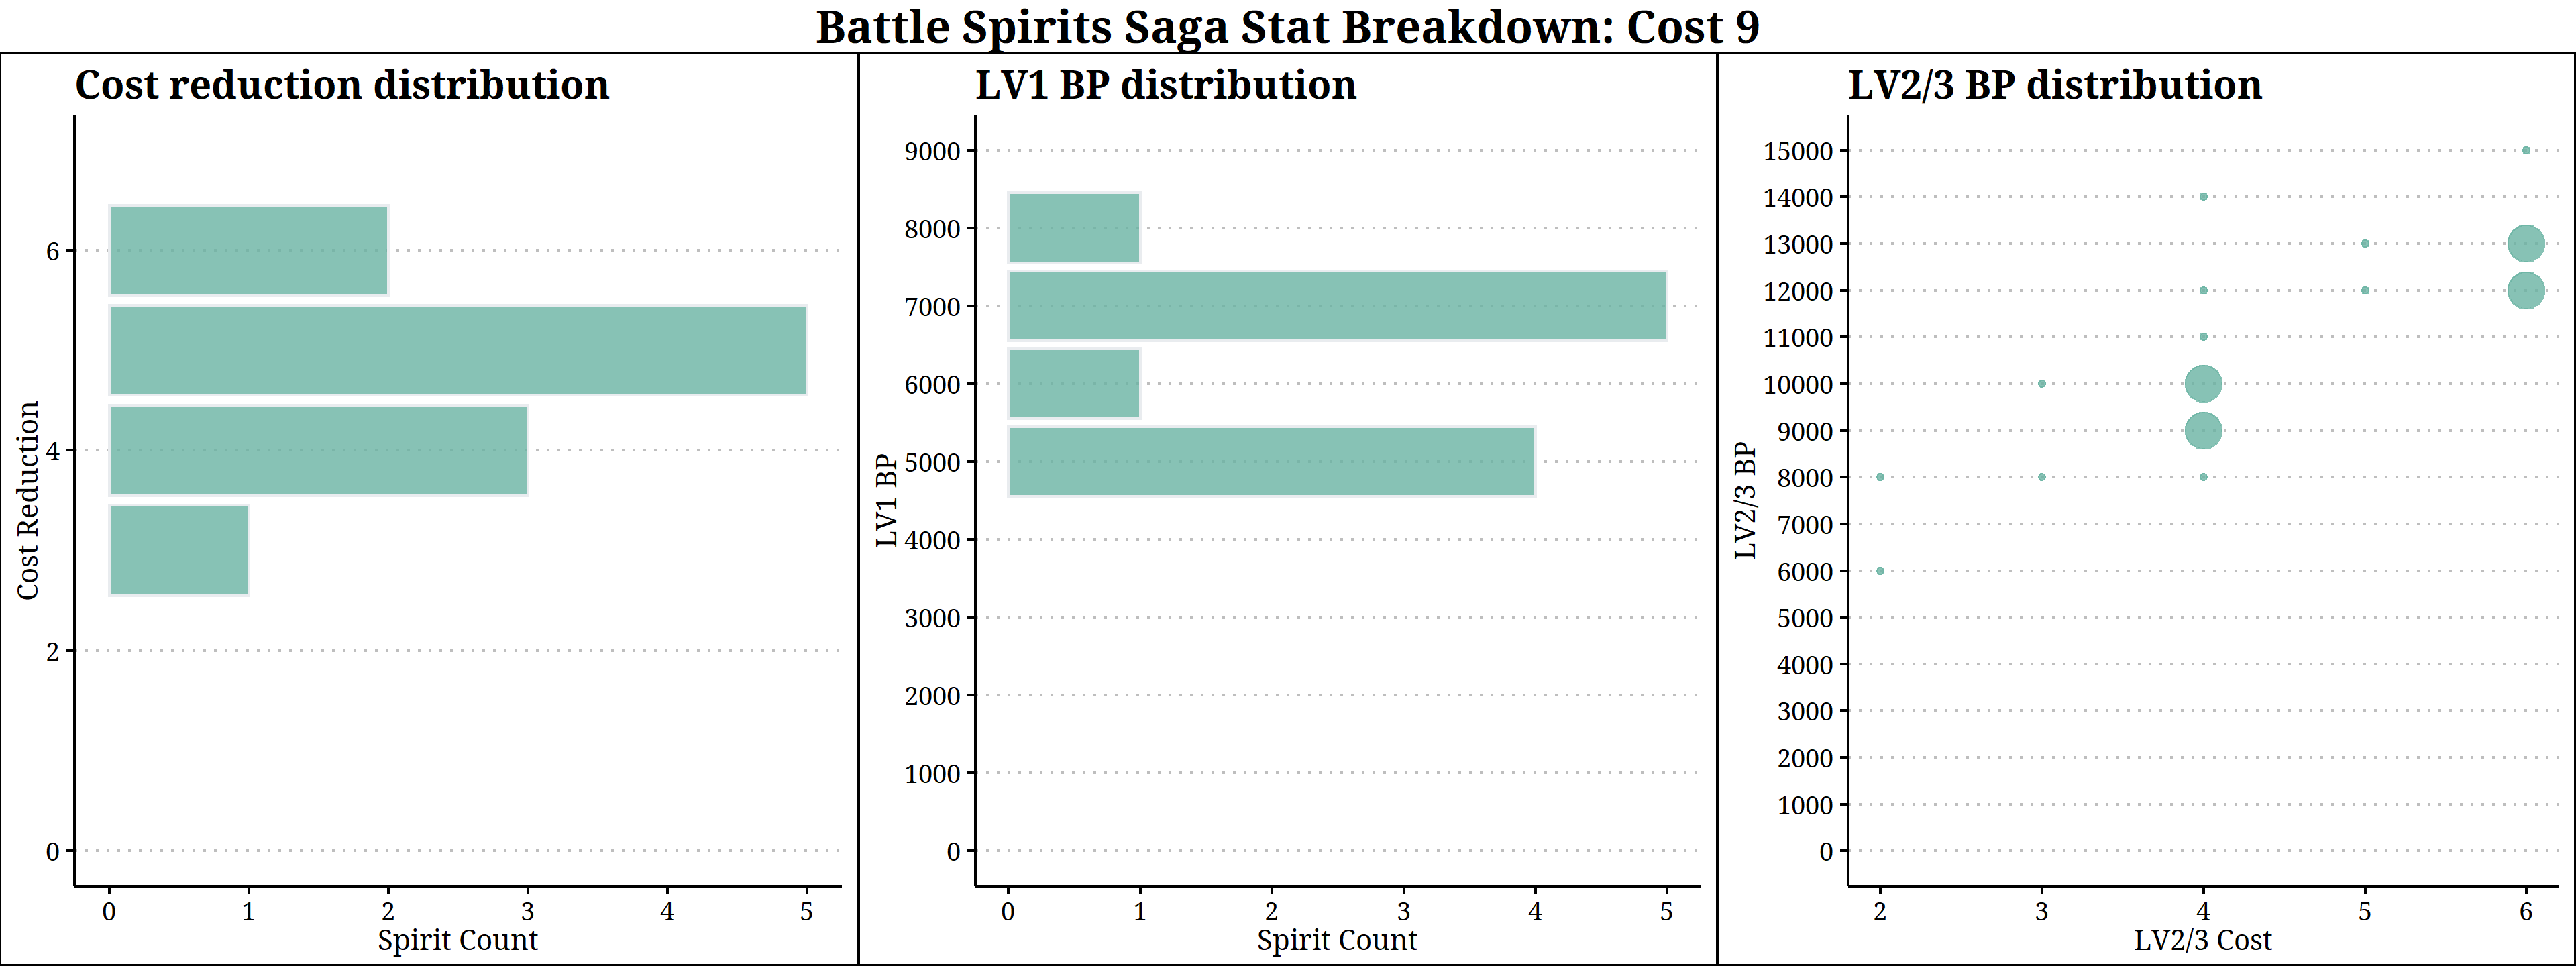 Battle Spirits Saga Stat Breakdown: Cost 9
Cost reduction distribution
Cost Reduction
6
4
2
0
0 1 2 3 4 5
Spirit Count
LV1 BP distribution
LV1 BP
9000
8000
7000
6000
5000
4000
3000
2000
1000
0
0 1 2 3 4 5
Spirit Count
LV2/3 BP distribution
LV2/3 BP
15000
14000
13000
12000
11000
10000
9000
8000
7000
6000
5000
4000
3000
2000
1000
0
2 3 4 5 6
LV2/3 Cost